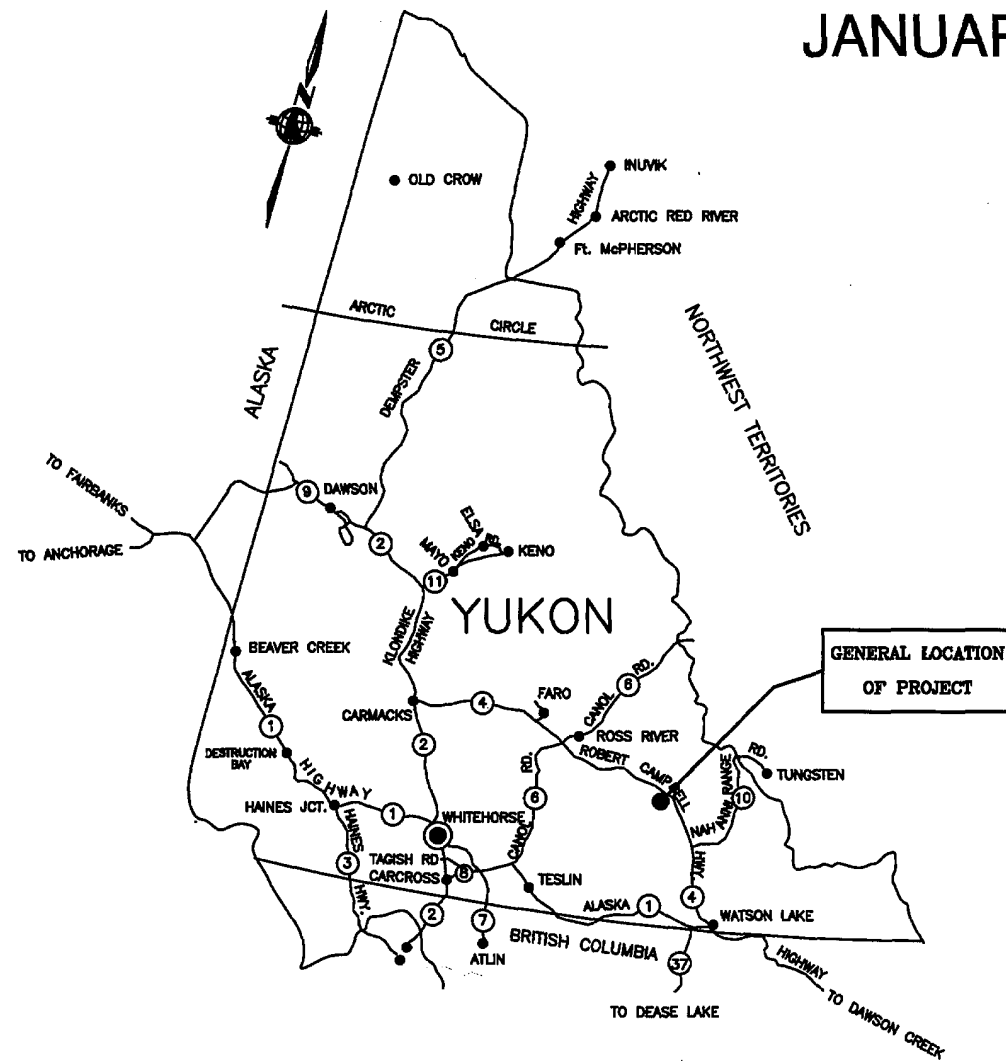 JANUAR
N
OLD CROW
INUVIK
HIGHWAY
ARCTIC RED RIVER
Ft. McPHERSON
ARCTIC CIRCLE
5
DEMPSTER
ALASKA
NORTHWEST TERRITORIES
TO FAIRBANKS
TO ANCHORAGE
9
DAWSON
2
ELSA
MAYO
KENO RD.
KENO
11
YUKON
KLONDIKE
HIGHWAY
BEAVER CREEK
GENERAL LOCATION
OF PROJECT
CARMACKS
4
FARO
CANOL 6 RD.
ROSS RIVER
ALASKA
1
HIGHWAY
2
DESTRUCTION
BAY
ROBERT CAMPBELL
HWY
4
NAHANNI RANGE
RD.
10
TUNGSTEN
HAINES JCT.
1
WHITEHORSE
CANOL
6
RD.
HAINES
3
HWY.
TAGISH RD
8
CARCROSS
TESLIN
ALASKA
1
WATSON LAKE
2
7
ATLIN
BRITISH COLUMBIA
37
HIGHWAY
TO DEASE LAKE
TO DAWSON CREEK